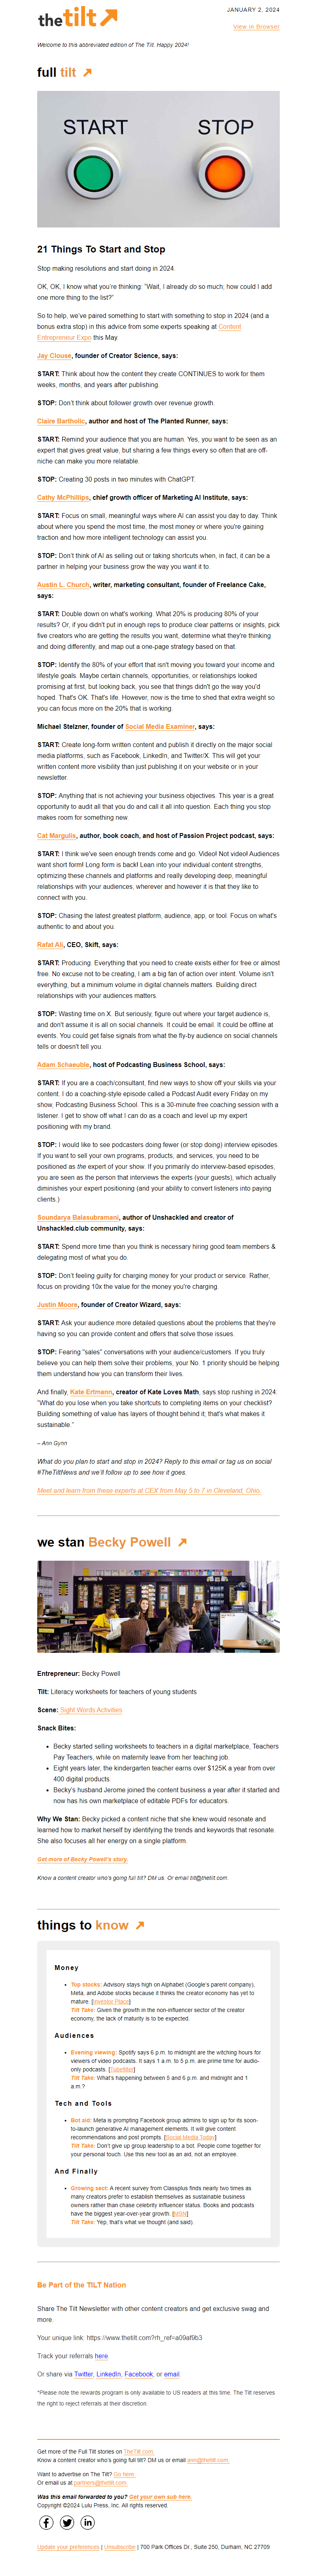 the tilt
JANUARY 2, 2024
View in Browser
Welcome to this abbreviated edition of The Tilt. Happy 2024!
full tilt
START STOP
21 Things To Start and Stop
Stop making resolutions and start doing in 2024.
OK, OK, I know what you're thinking: "Wait, I already do so much; how could I add
one more thing to the list?"
So to help, we've paired something to start with something to stop in 2024 (and a
bonus extra stop) in this advice from some experts speaking at Content
Entrepreneur Expo this May.
Jay Clouse, founder of Creator Science, says:
START: Think about how the content they create CONTINUES to work for them
weeks, months, and years after publishing.
STOP: Don't think about follower growth over revenue growth.
Claire Bartholic, author and host of The Planted Runner, says:
START: Remind your audience that you are human. Yes, you want to be seen as an
expert that gives great value, but sharing a few things every so often that are off-
niche can make you more relatable.
STOP: Creating 30 posts in two minutes with ChatGPT.
Cathy McPhillips, chief growth officer of Marketing AI Institute, says:
START: Focus on small, meaningful ways where AI can assist you day to day. Think
about where you spend the most time, the most money or where you're gaining
traction and how more intelligent technology can assist you.
STOP: Don't think of AI as selling out or taking shortcuts when, in fact, it can be a
partner in helping your business grow the way you want it to.
Austin L. Church, writer, marketing consultant, founder of Freelance Cake,
says:
START: Double down on what's working. What 20% is producing 80% of your
results? Or, if you didn't put in enough reps to produce clear patterns or insights, pick
five creators who are getting the results you want, determine what they're thinking
and doing differently, and map out a one-page strategy based on that.
STOP: Identify the 80% of your effort that isn't moving you toward your income and
lifestyle goals. Maybe certain channels, opportunities, or relationships looked
promising at first, but looking back, you see that things didn't go the way you'd
hoped. That's OK. That's life. However, now is the time to shed that extra weight so
you can focus more on the 20% that is working.
Michael Stelzner, founder of Social Media Examiner, says:
START: Create long-form written content and publish it directly on the major social
media platforms, such as Facebook, LinkedIn, and Twitter/X. This will get your
written content more visibility than just publishing it on your website or in your
newsletter.
STOP: Anything that is not achieving your business objectives. This year is a great
opportunity to audit all that you do and call it all into question. Each thing you stop
makes room for something new.
Cat Margulis, author, book coach, and host of Passion Project podcast, says:
START: I think we've seen enough trends come and go. Video! Not video! Audiences
want short form! Long form is back! Lean into your individual content strengths,
optimizing these channels and platforms and really developing deep, meaningful
relationships with your audiences, wherever and however it is that they like to
connect with you.
STOP: Chasing the latest greatest platform, audience, app, or tool. Focus on what's
authentic to and about you.
Rafat Ali, CEO, Skift, says:
START: Producing. Everything that you need to create exists either for free or almost
free. No excuse not to be creating, I am a big fan of action over intent. Volume isn't
everything, but a minimum volume in digital channels matters. Building direct
relationships with your audiences matters.
STOP: Wasting time on X. But seriously, figure out where your target audience is,
and don't assume it is all on social channels. It could be email. It could be offline at
events. You could get false signals from what the fly-by audience on social channels
tells or doesn't tell you.
Adam Schaeuble, host of Podcasting Business School, says:
START: If you are a coach/consultant, find new ways to show off your skills via your
content. I do a coaching-style episode called a Podcast Audit every Friday on my
show, Podcasting Business School. This is a 30-minute free coaching session with a
listener. I get to show off what I can do as a coach and level up my expert
positioning with my brand.
STOP: I would like to see podcasters doing fewer (or stop doing) interview episodes.
If you want to sell your own programs, products, and services, you need to be
positioned as the expert of your show. If you primarily do interview-based episodes,
you are seen as the person that interviews the experts (your guests), which actually
diminishes your expert positioning (and your ability to convert listeners into paying
clients.)
Soundarya Balasubramani, author of Unshackled and creator of
Unshackled.club community, says:
START: Spend more time than you think is necessary hiring good team members &
delegating most of what you do.
STOP: Don't feeling guilty for charging money for your product or service. Rather,
focus on providing 10x the value for the money you're charging.
Justin Moore, founder of Creator Wizard, says:
START: Ask your audience more detailed questions about the problems that they're
having so you can provide content and offers that solve those issues.
STOP: Fearing "sales" conversations with your audience/customers. If you truly
believe you can help them solve their problems, your No. 1 priority should be helping
them understand how you can transform their lives.
And finally, Kate Ertmann, creator of Kate Loves Math, says stop rushing in 2024:
"What do you lose when you take shortcuts to completing items on your checklist?
Building something of value has layers of thought behind it; that's what makes it
sustainable."
– Ann Gynn
What do you plan to start and stop in 2024? Reply to this email or tag us on social
#TheTiltNews and we'll follow up to see how it goes.
Meet and learn from these experts at CEX from May 5 to 7 in Cleveland, Ohio.
we stan Becky Powell
Entrepreneur: Becky Powell
Tilt: Literacy worksheets for teachers of young students
Scene: Sight Words Activities
Snack Bites:
• Becky started selling worksheets to teachers in a digital marketplace, Teachers
Pay Teachers, while on maternity leave from her teaching job.
• Eight years later, the kindergarten teacher earns over $125K a year from over
400 digital products.
• Becky's husband Jerome joined the content business a year after it started and
now has his own marketplace of editable PDFs for educators.
Why We Stan: Becky picked a content niche that she knew would resonate and
learned how to market herself by identifying the trends and keywords that resonate.
She also focuses all her energy on a single platform.
Get more of Becky Powell's story.
Know a content creator who's going full tilt? DM us. Or email tilt@thetilt.com.
things to know
Money
• Top stocks: Advisory stays high on Alphabet (Google's parent company),
Meta, and Adobe stocks because it thinks the creator economy has yet to
mature. [Investor Place]
Tilt Take: Given the growth in the non-influencer sector of the creator
economy, the lack of maturity is to be expected.
Audiences
• Evening viewing: Spotify says 6 p.m. to midnight are the witching hours for
viewers of video podcasts. It says 1 a.m. to 5 p.m. are prime time for audio-
only podcasts. [Tubefilter]
Tilt Take: What's happening between 5 and 6 p.m. and midnight and 1
a.m.?
Tech and Tools
• Bot aid: Meta is prompting Facebook group admins to sign up for its soon-
to-launch generative AI management elements. It will give content
recommendations and post prompts. [Social Media Today]
Tilt Take: Don't give up group leadership to a bot. People come together for
your personal touch. Use this new tool as an aid, not an employee.
And Finally
• Growing sect: A recent survey from Classplus finds nearly two times as
many creators prefer to establish themselves as sustainable business
owners rather than chase celebrity influencer status. Books and podcasts
have the biggest year-over-year growth. [MSN]
Tilt Take: Yep, that's what we thought (and said).
Be Part of the TILT Nation
Share The Tilt Newsletter with other content creators and get exclusive swag and
more.
Your unique link: https://www.thetilt.com?rh_ref=a09af9b3
Track your referrals here
Or share via Twitter, LinkedIn, Facebook, or email.
*Please note the rewards program is only available to US readers at this time. The Tilt reserves
the right to reject referrals at their discretion.
Get more of the Full Tilt stories on TheTilt.com.
Know a content creator who's going full tilt? DM us or email ann@thetilt.com.
Want to advertise on The Tilt? Go here.
Or email us at partners@thetilt.com.
Was this email forwarded to you? Get your own sub here.
Copyright ©2024 Lulu Press, Inc. All rights reserved.
Update your preferences | Unsubscribe | 700 Park Offices Dr., Suite 250, Durham, NC 27709